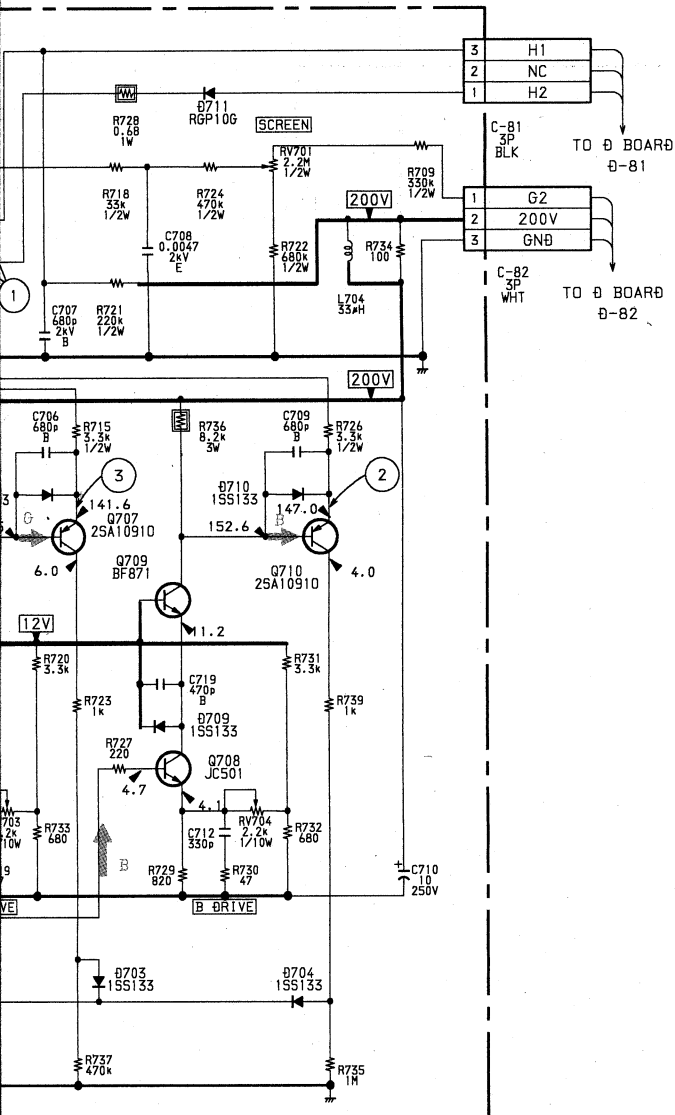 3 H1
2 NC
1 H2
C-81
3P
BLK
TO D BOARD
D-81
R728
0.68
1W
D711
RGP10G
SCREEN
RV701
2.2M
1/2W
R709
330k
1/2W
R718
33k
1/2W
R724
470k
1/2W
200V
1 G2
2 200V
3 GND
C-82
3P
WHT
TO D BOARD
D-82
C708
0.0047
2kV
E
R722
680k
1/2W
R734
100
L704
33μH
1
C707
680p
2kV
B
R721
220k
1/2W
200V
C706
680p
B
R715
3.3k
1/2W
R736
8.2k
3W
C709
680p
B
R726
3.3k
1/2W
3
2
D710
1SS133
141.6
147.0
G
Q707
2SA1091O
152.6
B
6.0
Q709
BF871
Q710
2SA1091O
4.0
11.2
12V
R720
3.3k
R731
3.3k
C719
470p
B
R723
1k
R739
1k
D709
1SS133
R727
220
Q708
JC501
4.7
4.1
R733
680
C712
330p
RV704
2.2k
1/10W
R732
680
B
R729
820
R730
47
C710
10
250V
+
B DRIVE
D703
1SS133
D704
1SS133
R737
470k
R735
1M